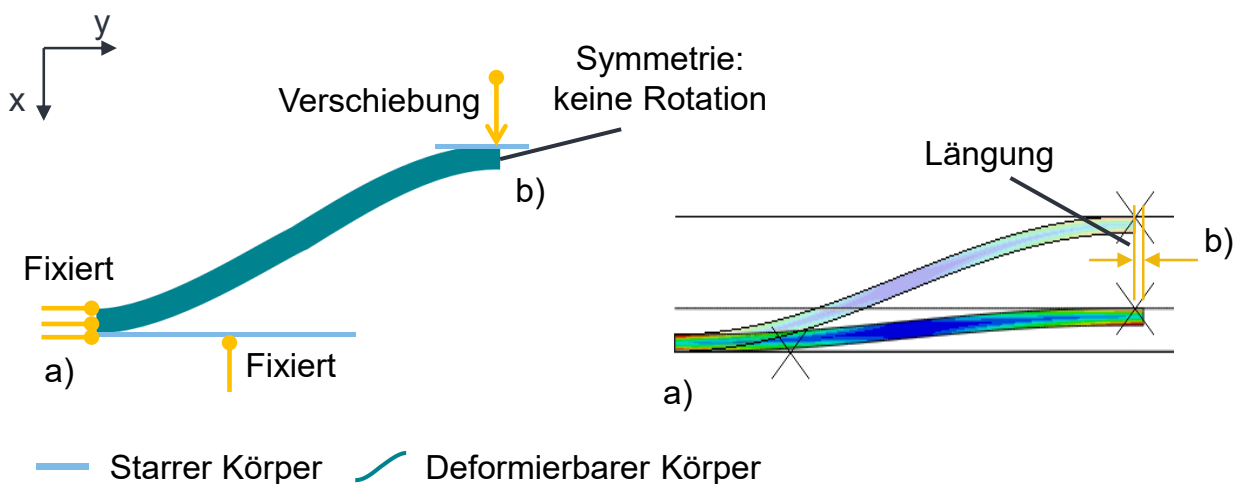 y
x
Verschiebung
Symmetrie:
keine Rotation
b)
Fixiert
a)
Fixiert
Längung
b)
a)
Starrer Körper
Deformierbarer Körper